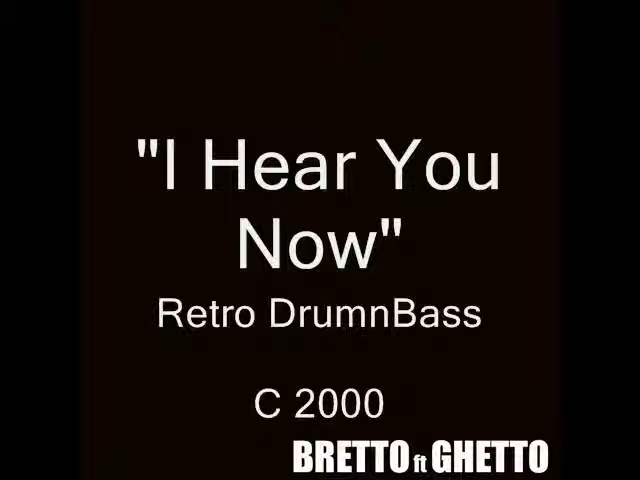 "I Hear You
Now"
Retro DrumnBass
C 2000
BRETTO ft GHETTO